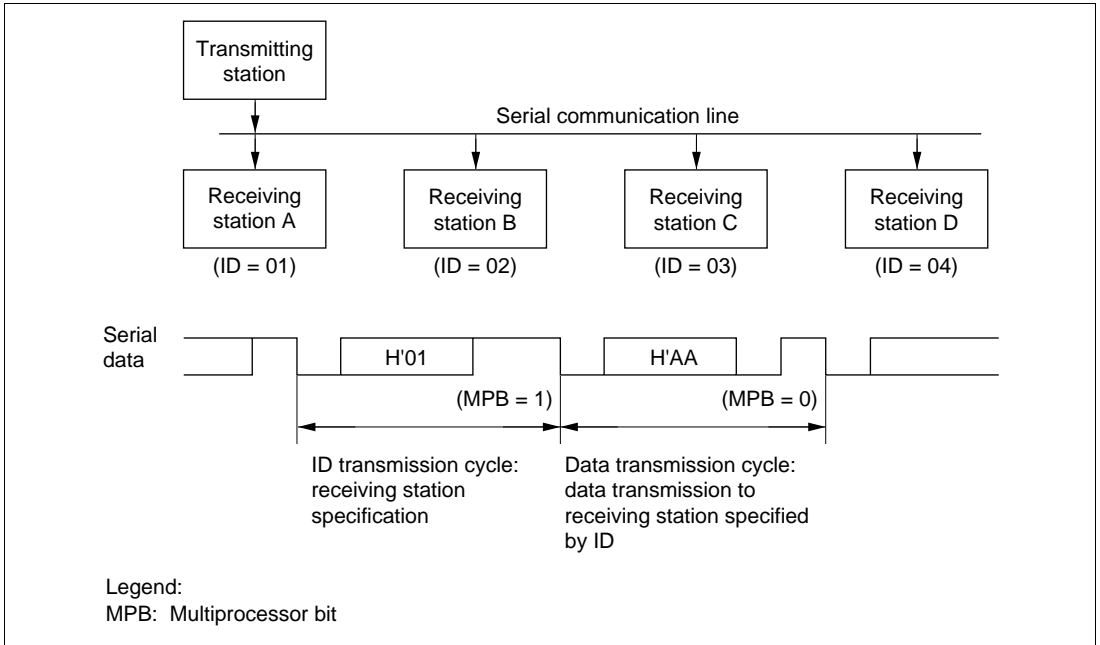 Transmitting
station
Serial communication line
Receiving
station A
(ID = 01)
Receiving
station B
(ID = 02)
Receiving
station C
(ID = 03)
Receiving
station D
(ID = 04)
Serial
data
H'01
H'AA
(MPB = 1)
(MPB = 0)
ID transmission cycle:
receiving station
specification
Data transmission cycle:
data transmission to
receiving station specified
by ID
Legend:
MPB: Multiprocessor bit